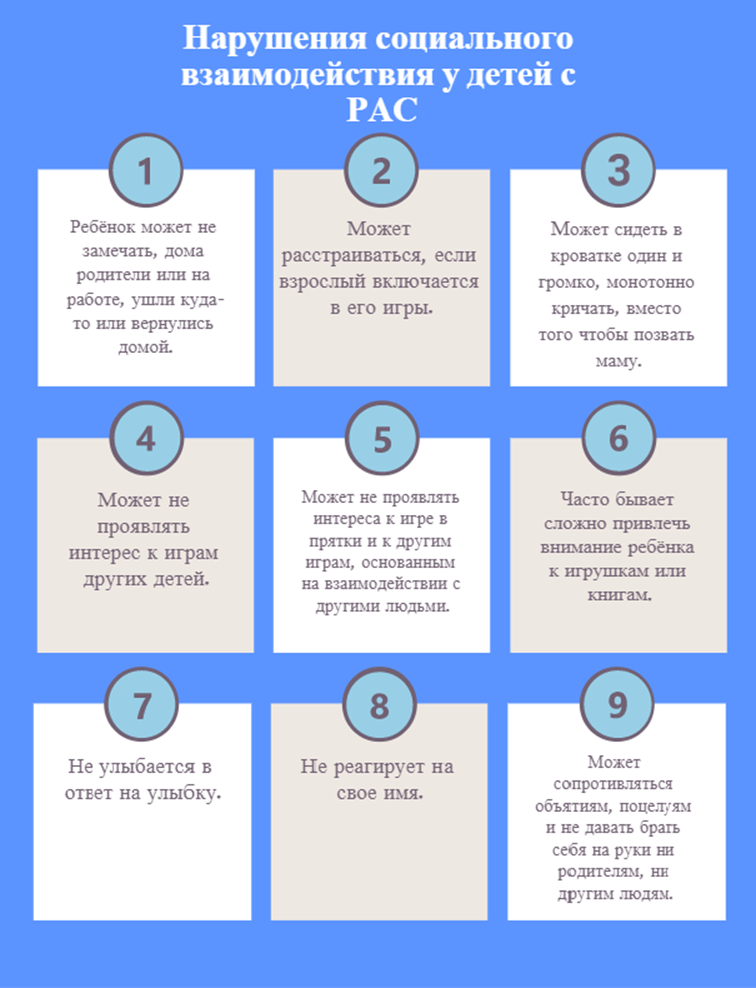 Нарушения социального
взаимодействия у детей с
РАС
1
Ребёнок может не
замечать, дома
родители или на
работе, ушли куда-
то или вернулись
домой.
2
Может
расстраиваться, если
взрослый включается
в его игры.
3
Может сидеть в
кроватке один и
громко, монотонно
кричать, вместо
того чтобы позвать
маму.
4
Может не
проявлять
интерес к играм
других детей.
5
Может не проявлять
интереса к игре в
прятки и к другим
играм, основанным
на взаимодействии с
другими людьми.
6
Часто бывает
сложно привлечь
внимание ребёнка
к игрушкам или
книгам.
7
Не улыбается в
ответ на улыбку.
8
Не реагирует на
свое имя.
9
Может
сопротивляться
объятиям, поцелуям
и не давать брать
себя на руки ни
родителям, ни
другим людям.